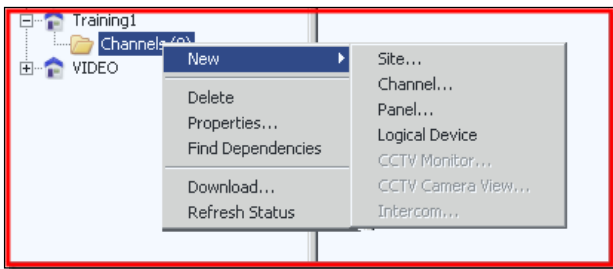 Training1
Channels (0)
VIDEO
New
Delete
Properties...
Find Dependencies
Download...
Refresh Status
Site...
Channel...
Panel...
Logical Device
CCTV Monitor...
CCTV Camera View...
Intercom...